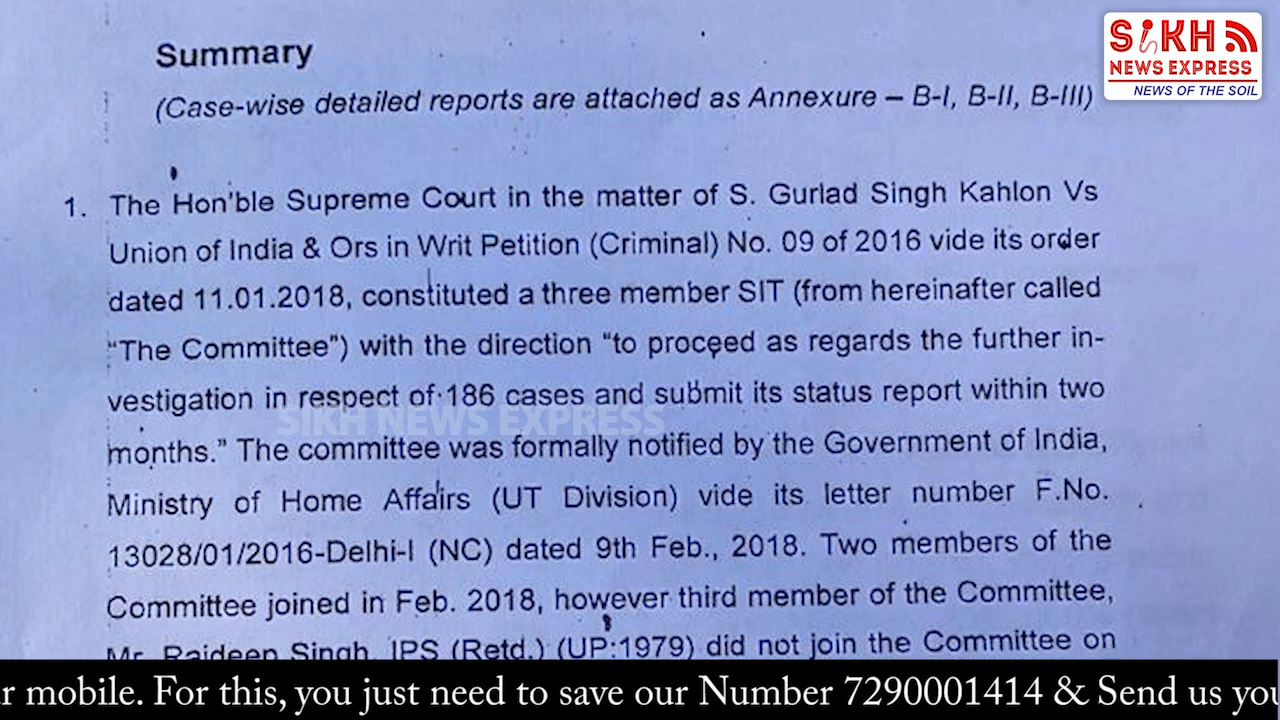 SiKH
NEWS EXPRESS
NEWS OF THE SOIL
Summary
(Case-wise detailed reports are attached as Annexure – B-I, B-II, B-III)
1. The Hon'ble Supreme Court in the matter of S. Gurlad Singh Kahlon Vs
Union of India & Ors in Writ Petition (Criminal) No. 09 of 2016 vide its order
dated 11.01.2018, constituted a three member SIT (from hereinafter called
"The Committee") with the direction "to proceed as regards the further in-
vestigation in respect of 186 cases and submit its status report within two
SIKH NEWS EXPRESS
months." The committee was formally notified by the Government of India,
Ministry of Home Affairs (UT Division) vide its letter number F.No.
13028/01/2016-Delhi-I (NC) dated 9th Feb., 2018. Two members of the
Committee joined in Feb. 2018, however third member of the Committee,
Mr. Rajdeep Singh, IPS (Retd.) (UP:1979) did not join the Committee on
r mobile. For this, you just need to save our Number 7290001414 & Send us you